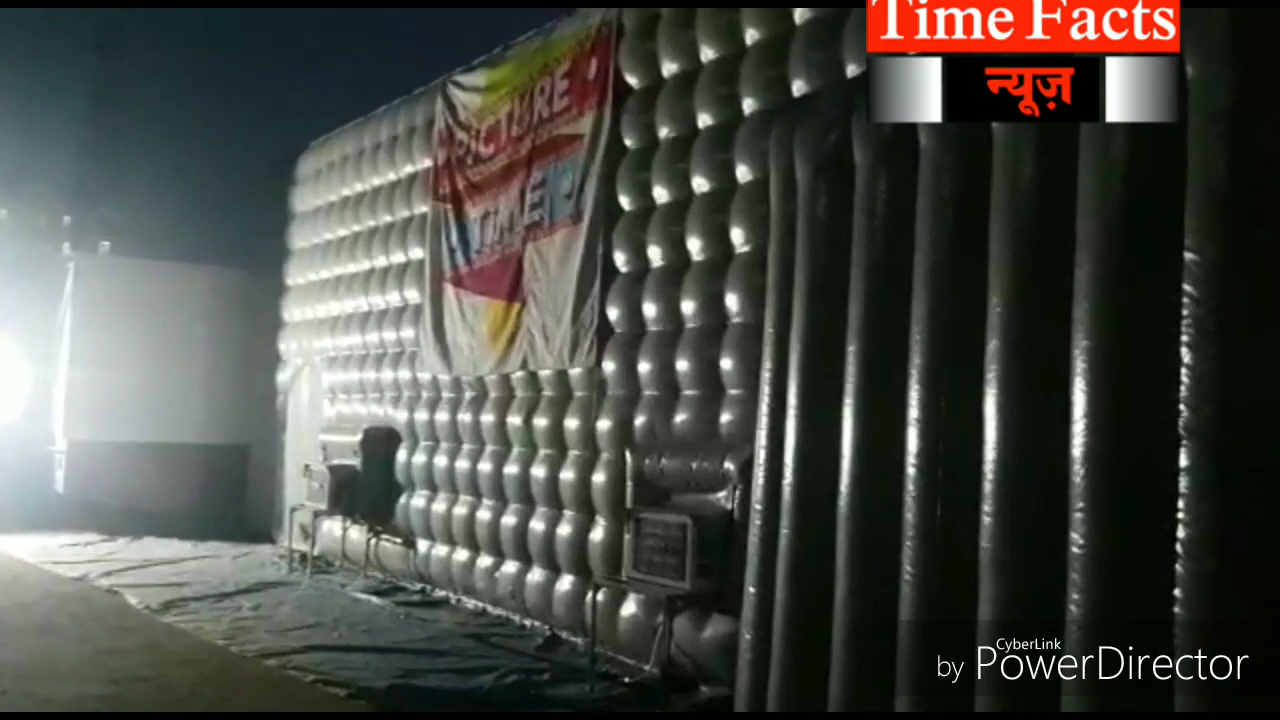 Time Facts
न्यूज़
PICTURE
TIME
CyberLink
by PowerDirector